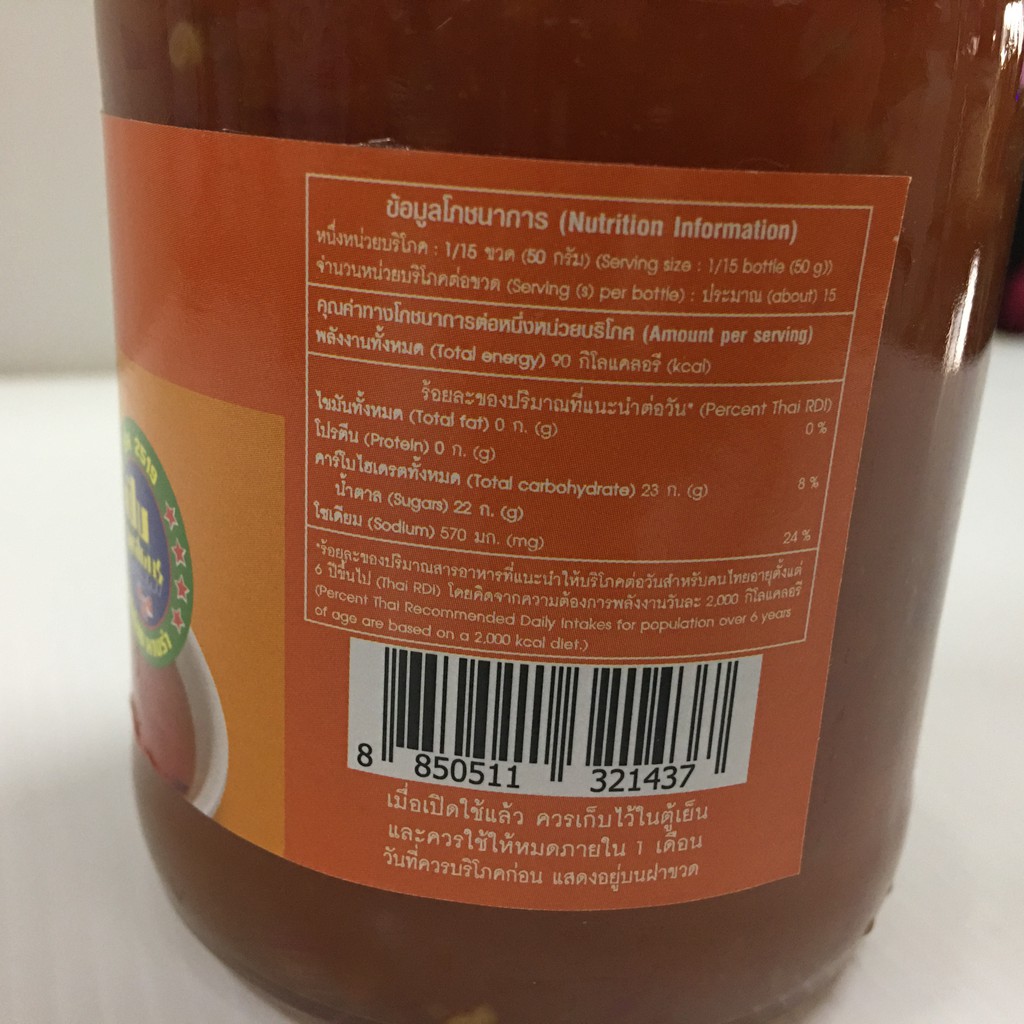 ข้อมูลโภชนาการ (Nutrition Information)
หนึ่งหน่วยบริโภค : 1/15 ขวด (50 กรัม) (Serving size : 1/15 bottle (50 g))
จำนวนหน่วยบริโภคต่อขวด (Serving (s) per bottle) : ประมาณ (about) 15
คุณค่าทางโภชนาการต่อหนึ่งหน่วยบริโภค (Amount per serving)
พลังงานทั้งหมด (Total energy) 90 กิโลแคลอรี (kcal)
ร้อยละของปริมาณที่แนะนำต่อวัน* (Percent Thai RDI)
ไขมันทั้งหมด (Total fat) 0 ก. (g) 0 %
โปรตีน (Protein) 0 ก. (g)
คาร์โบไฮเดรตทั้งหมด (Total carbohydrate) 23 ก. (g) 8 %
น้ำตาล (Sugars) 22 ก. (g)
โซเดียม (Sodium) 570 มก. (mg) 24 %
*ร้อยละของปริมาณสารอาหารที่แนะนำให้บริโภคต่อวันสำหรับคนไทยอายุตั้งแต่
6 ปีขึ้นไป (Thai RDI) โดยคิดจากความต้องการพลังงานวันละ 2,000 กิโลแคลอรี
(Percent Thai Recommended Daily Intakes for population over 6 years
of age are based on a 2,000 kcal diet.)
2519
8 850511 321437
เมื่อเปิดใช้แล้ว ควรเก็บไว้ในตู้เย็น
และควรใช้ให้หมดภายใน 1 เดือน
วันที่ควรบริโภคก่อน แสดงอยู่บนฝาขวด